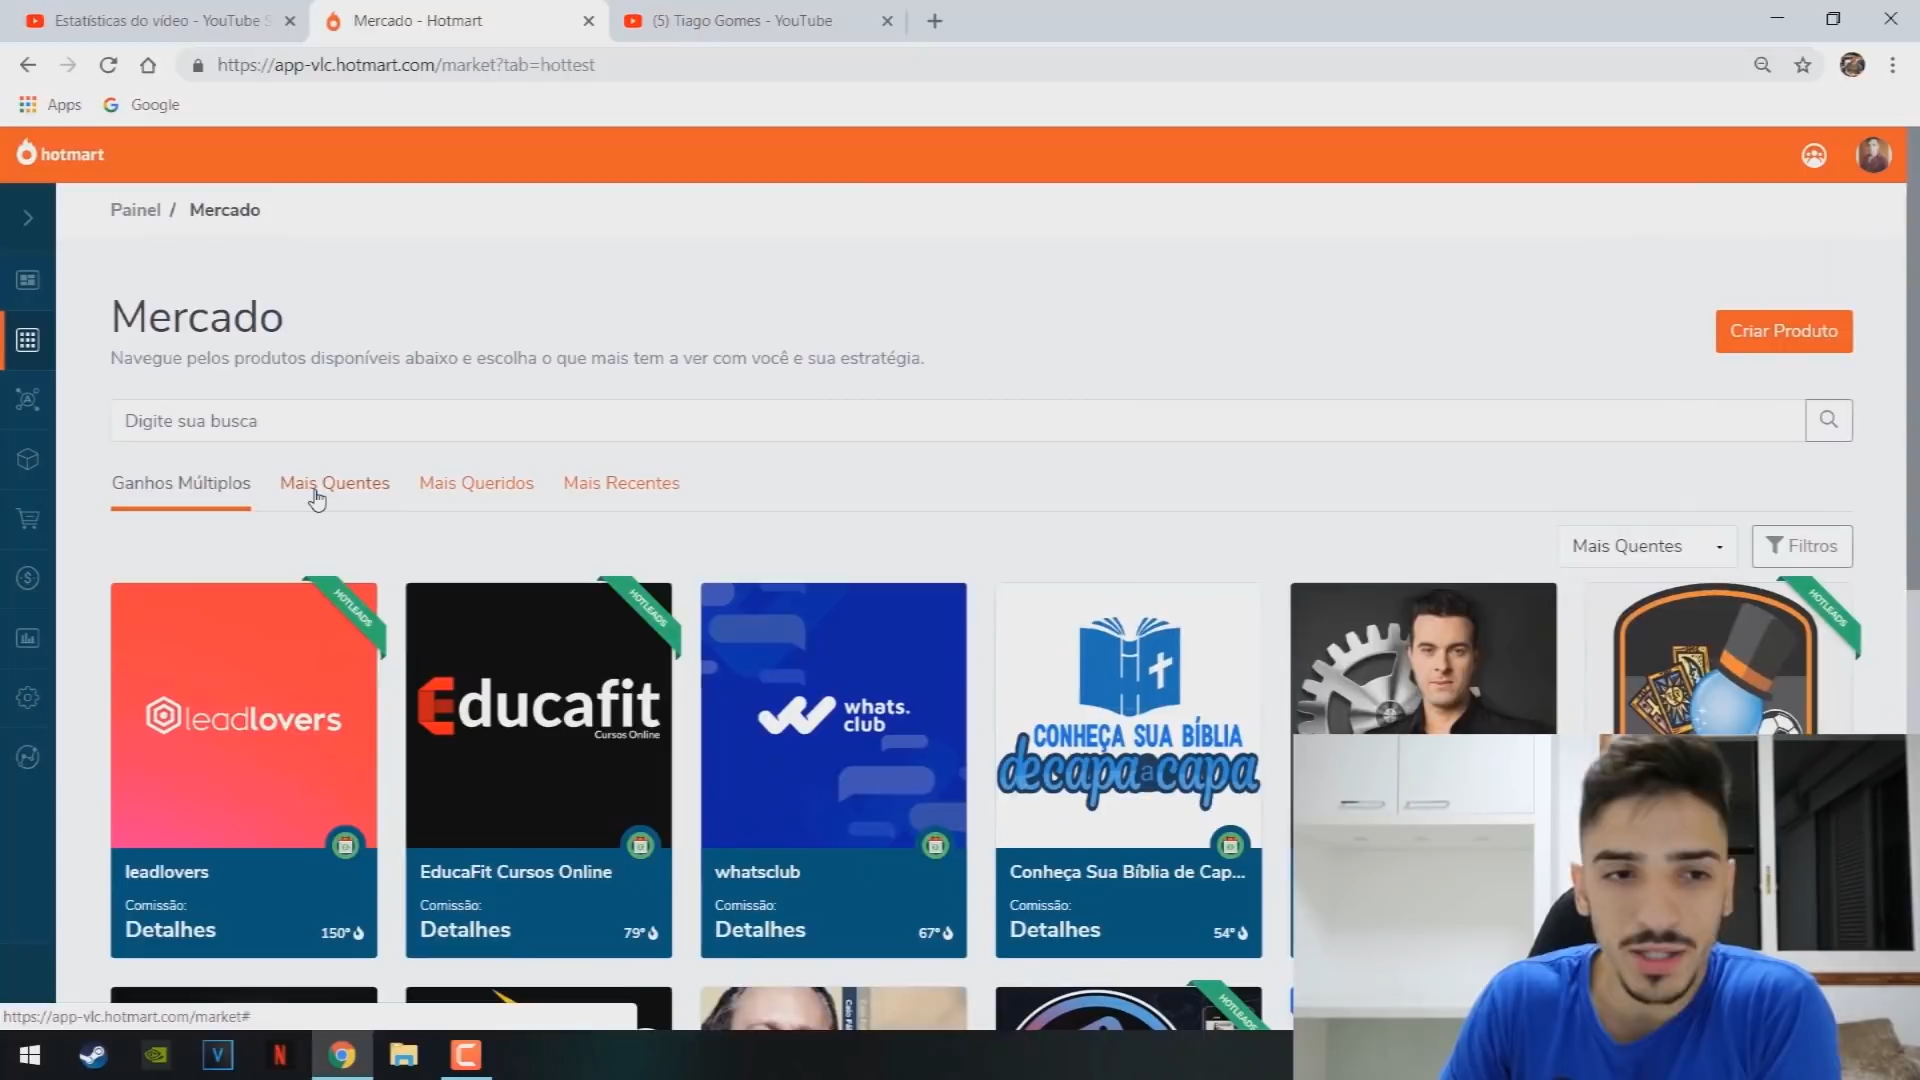 Estatísticas do vídeo - YouTube S
Mercado - Hotmart
(5) Tiago Gomes - YouTube
https://app-vlc.hotmart.com/market?tab=hottest
Apps
Google
hotmart
Painel / Mercado
Mercado
Navegue pelos produtos disponíveis abaixo e escolha o que mais tem a ver com você e sua estratégia.
Criar Produto
Digite sua busca
Ganhos Múltiplos
Mais Quentes
Mais Queridos
Mais Recentes
Mais Quentes
Filtros
HOTLEADS
HOTLEADS
HOTLEADS
leadlovers
Educafit
Cursos Online
whats.
club
CONHEÇA SUA BÍBLIA
decapaacapa
leadlovers
EducaFit Cursos Online
whatsclub
Conheça Sua Bíblia de Cap...
Comissão:
Comissão:
Comissão:
Comissão:
Detalhes
150°
Detalhes
79°
Detalhes
67°
Detalhes
54°
HOTLEADS
https://app-vlc.hotmart.com/market#